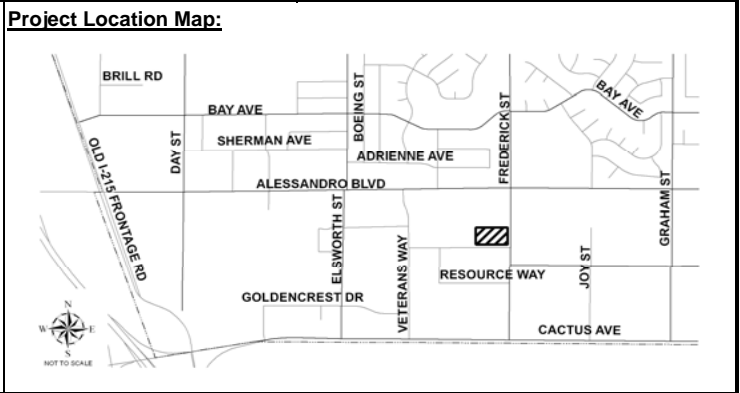 Project Location Map:
BRILL RD
BAY AVE
BOEING ST
BAY AVE
FREDERICK ST
SHERMAN AVE
DAY ST
OLD I-215 FRONTAGE RD
ADRIENNE AVE
ALESSANDRO BLVD
GRAHAM ST
ELSWORTH ST
VETERANS WAY
RESOURCE WAY
JOY ST
GOLDENCREST DR
CACTUS AVE
N
W E
S
NOT TO SCALE